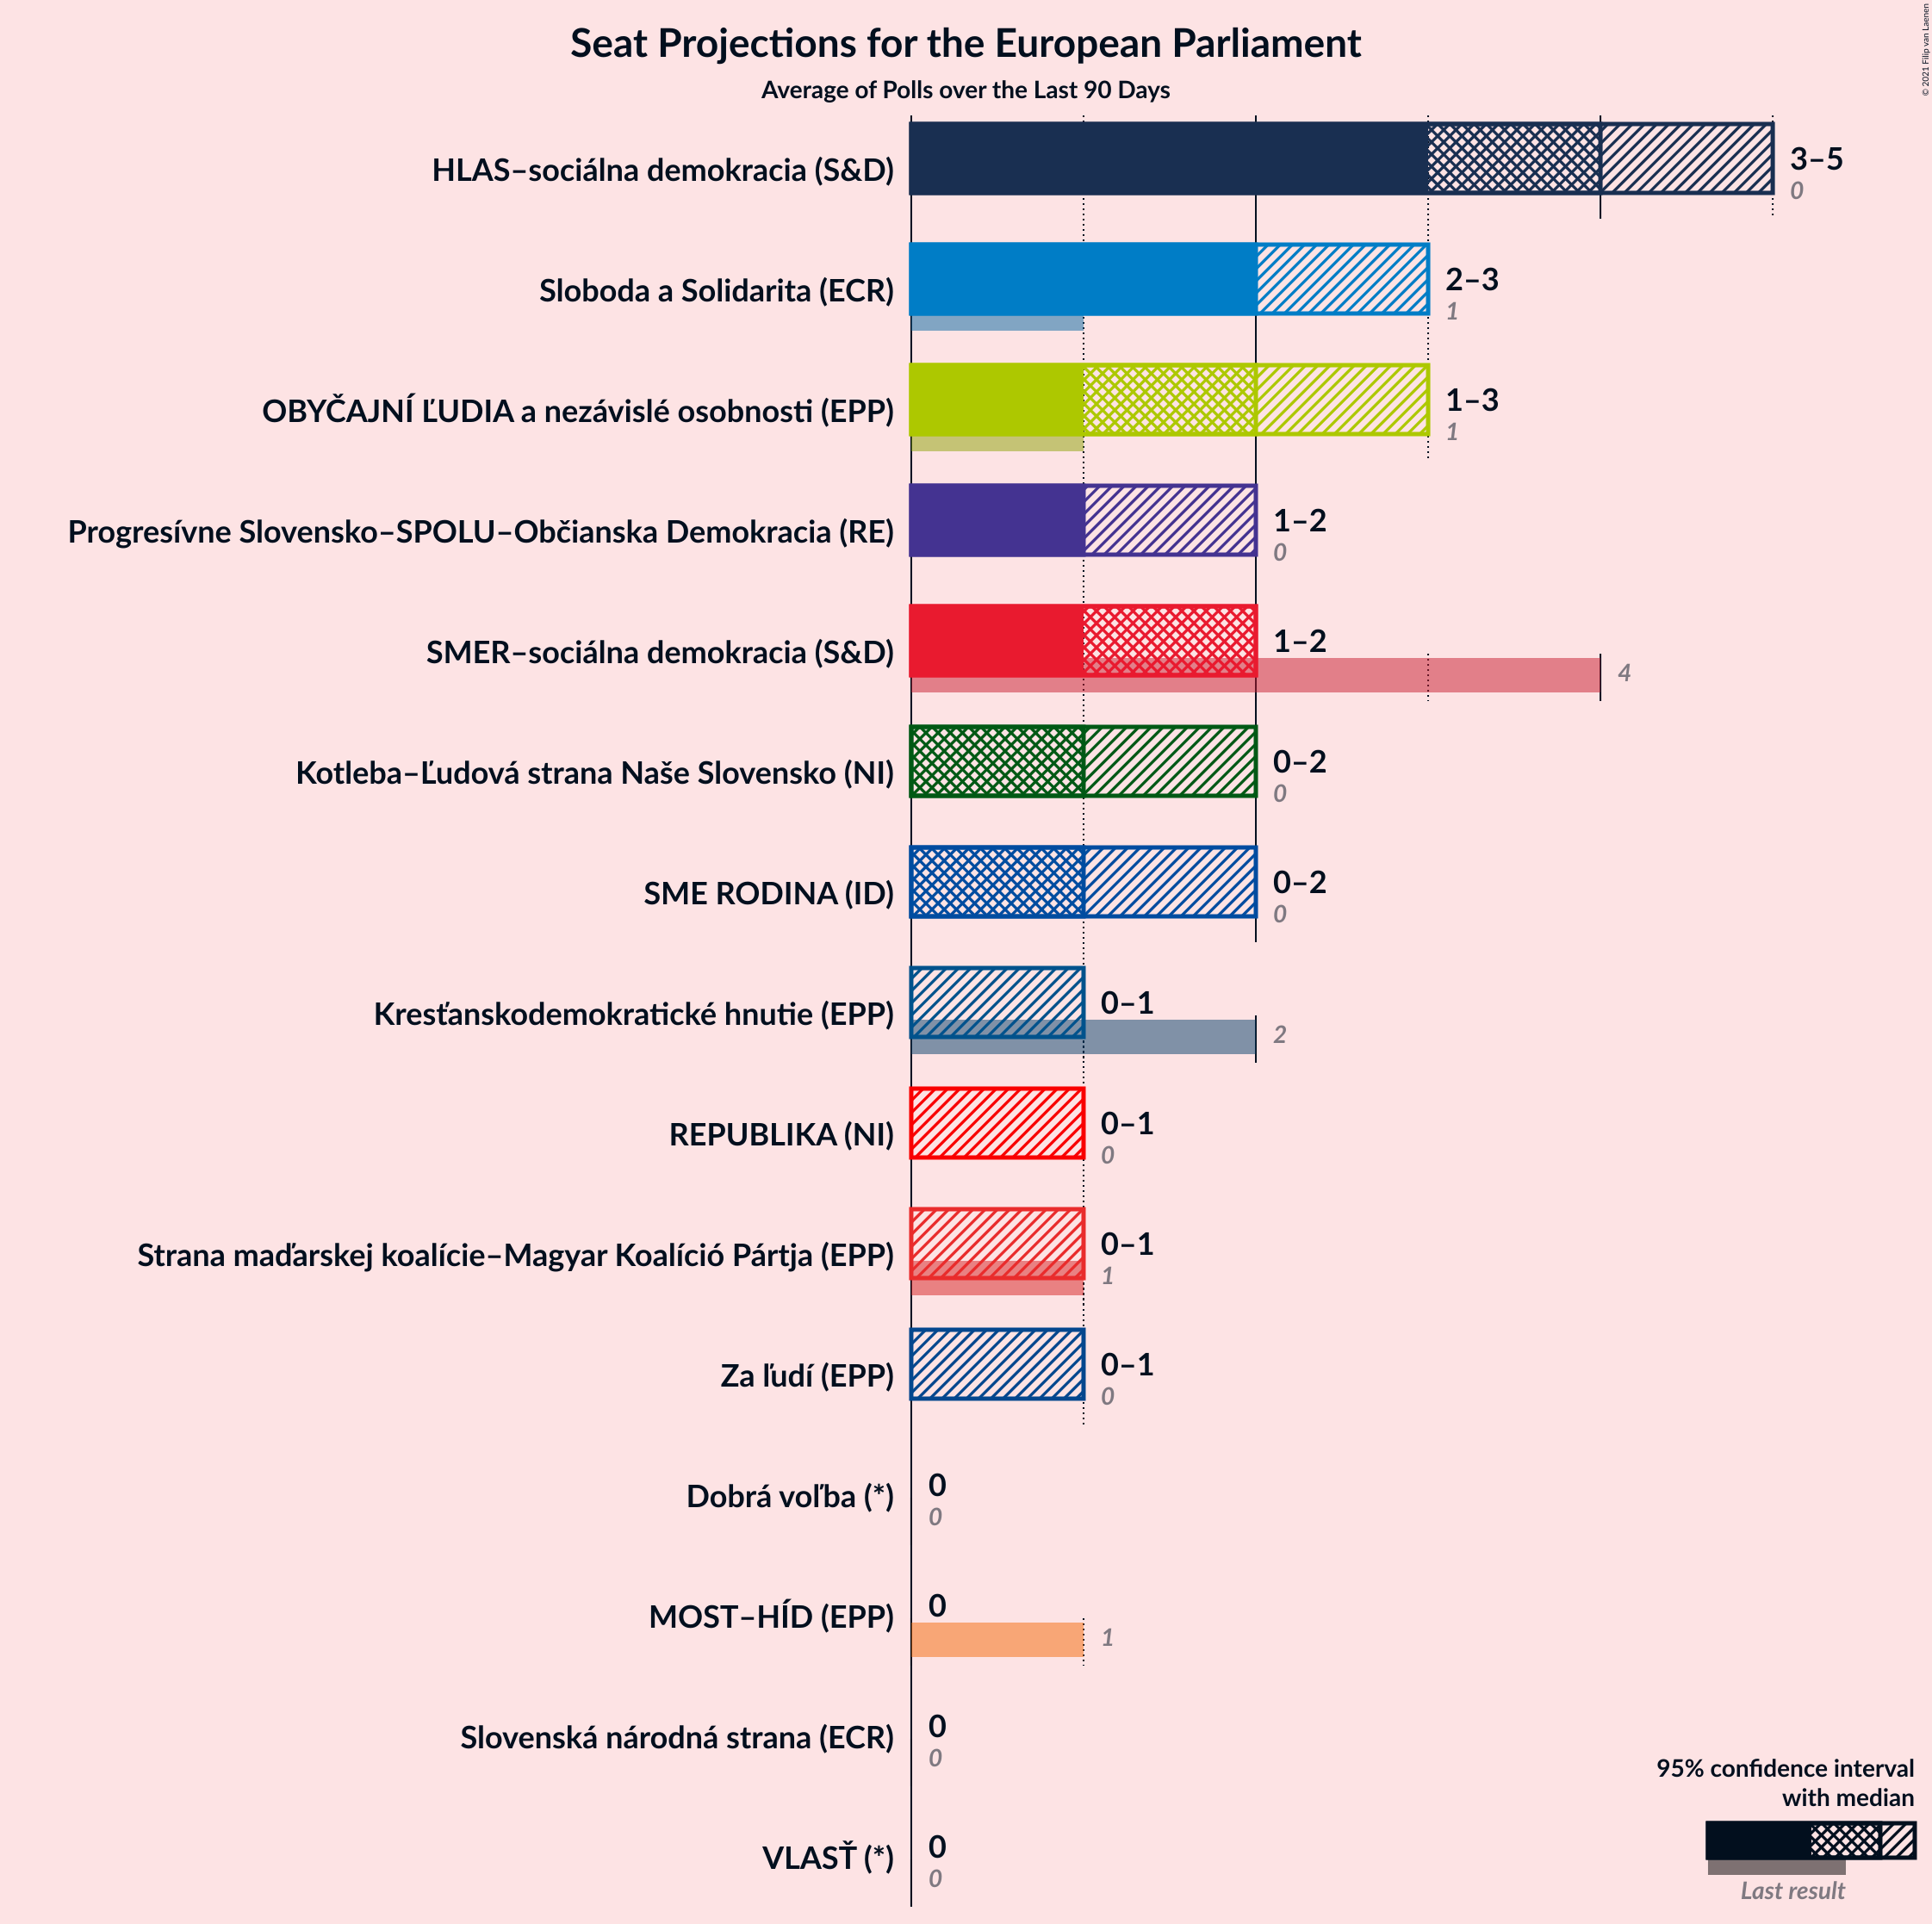 Seat Projections for the European Parliament
Average of Polls over the Last 90 Days
© 2021 Filip van Laenen
HLAS–sociálna demokracia (S&D)
3–5
0
Sloboda a Solidarita (ECR)
2–3
1
OBYČAJNÍ ĽUDIA a nezávislé osobnosti (EPP)
1–3
1
Progresívne Slovensko–SPOLU–Občianska Demokracia (RE)
1–2
0
SMER–sociálna demokracia (S&D)
1–2
4
Kotleba–Ľudová strana Naše Slovensko (NI)
0–2
0
SME RODINA (ID)
0–2
0
Kresťanskodemokratické hnutie (EPP)
0–1
2
REPUBLIKA (NI)
0–1
0
Strana maďarskej koalície–Magyar Koalíció Pártja (EPP)
0–1
1
Za ľudí (EPP)
0–1
0
Dobrá voľba (*)
0
0
MOST–HÍD (EPP)
0
1
Slovenská národná strana (ECR)
0
0
VLASŤ (*)
0
0
95% confidence interval
with median
Last result